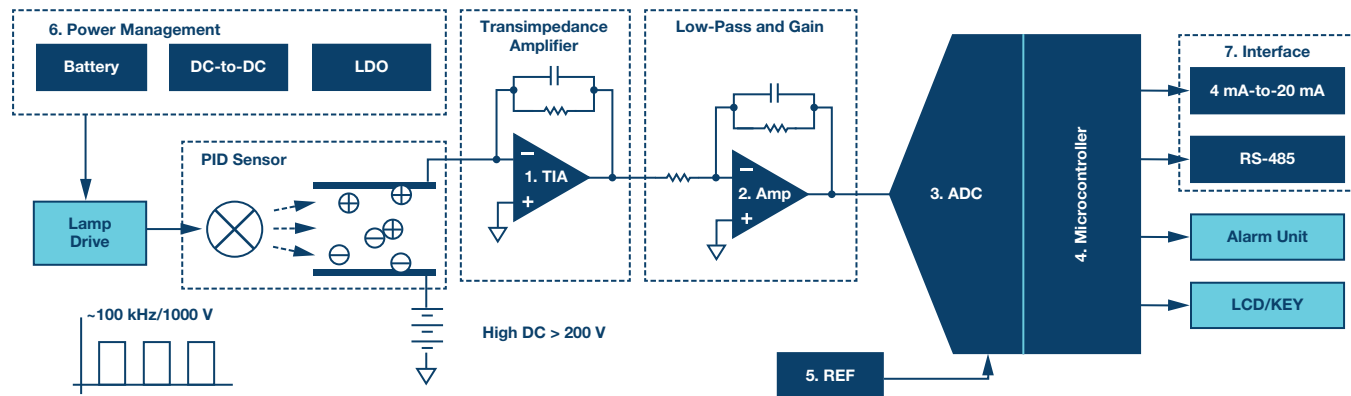 6. Power Management
Battery
DC-to-DC
LDO
Transimpedance
Amplifier
Low-Pass and Gain
7. Interface
4 mA-to-20 mA
RS-485
PID Sensor
Lamp
Drive
1. TIA
2. Amp
3. ADC
4. Microcontroller
Alarm Unit
LCD/KEY
~100 kHz/1000 V
High DC > 200 V
5. REF